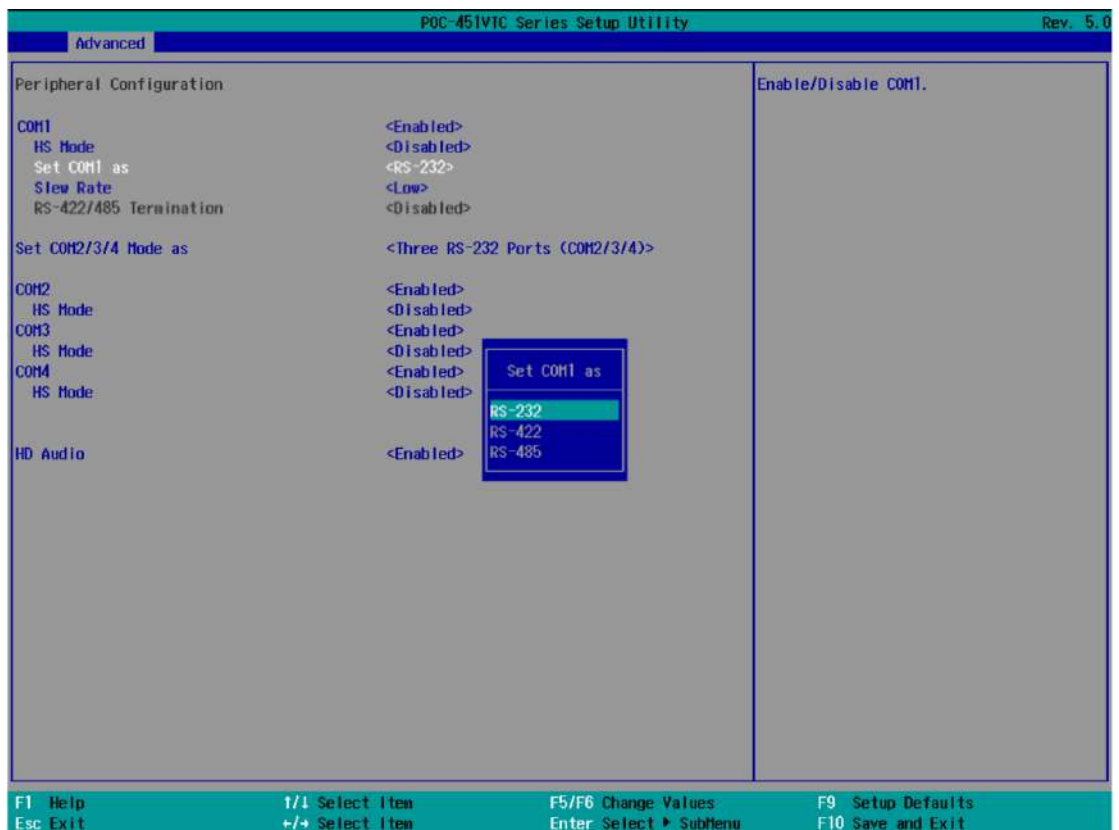 POC-451VTC Series Setup Utility Rev. 5.0
Advanced
Peripheral Configuration
Enable/Disable COM1.
COM1 <Enabled>
HS Mode <Disabled>
Set COM1 as <RS-232>
Slew Rate <Low>
RS-422/485 Termination <Disabled>
Set COM2/3/4 Mode as <Three RS-232 Ports (COM2/3/4)>
COM2 <Enabled>
HS Mode <Disabled>
COM3 <Enabled>
HS Mode <Disabled>
COM4 <Enabled>
HS Mode <Disabled>
HD Audio <Enabled>
Set COM1 as
RS-232
RS-422
RS-485
F1 Help ↑/↓ Select Item F5/F6 Change Values F9 Setup Defaults
Esc Exit ←/→ Select Item Enter Select ▶ SubMenu F10 Save and Exit